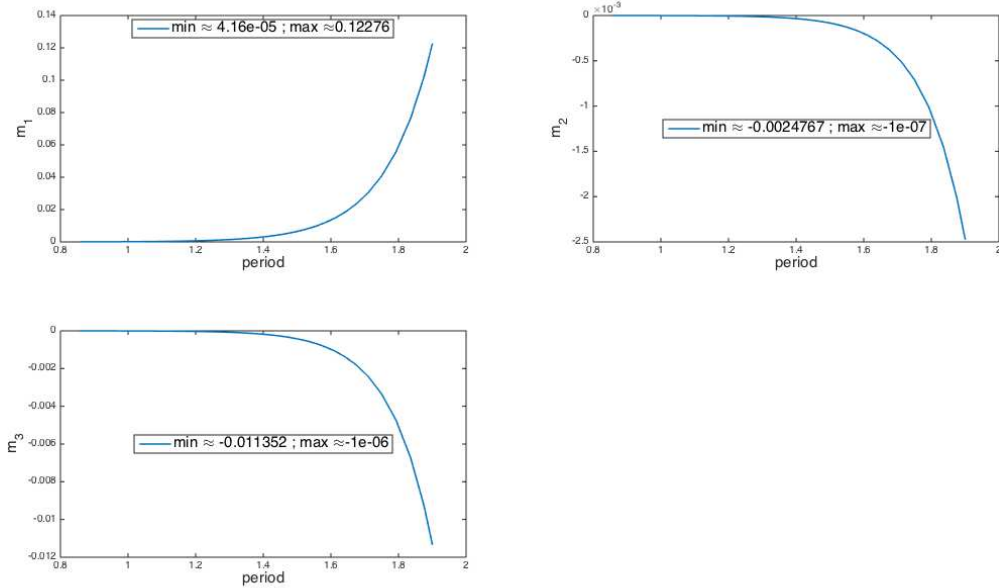 0.14
0.12
0.1
0.08
0.06
0.04
0.02
0
0.8 1 1.2 1.4 1.6 1.8 2
m1
period
min ≈ 4.16e-05 ; max ≈0.12276
×10-3
0
-0.5
-1
-1.5
-2
-2.5
0.8 1 1.2 1.4 1.6 1.8 2
m2
period
min ≈ -0.0024767 ; max ≈-1e-07
0
-0.002
-0.004
-0.006
-0.008
-0.01
-0.012
0.8 1 1.2 1.4 1.6 1.8 2
m3
period
min ≈ -0.011352 ; max ≈-1e-06